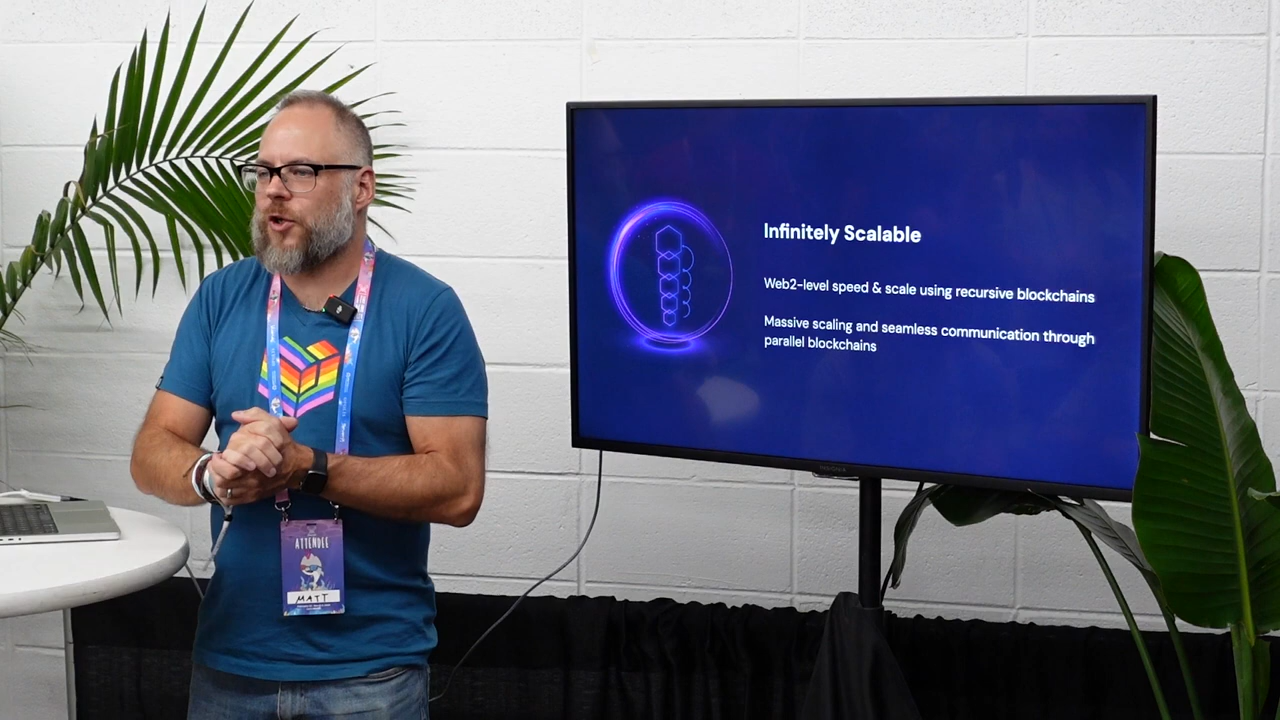 Infinitely Scalable
Web2-level speed & scale using recursive blockchains
Massive scaling and seamless communication through
parallel blockchains
ATTENDEE
MATT